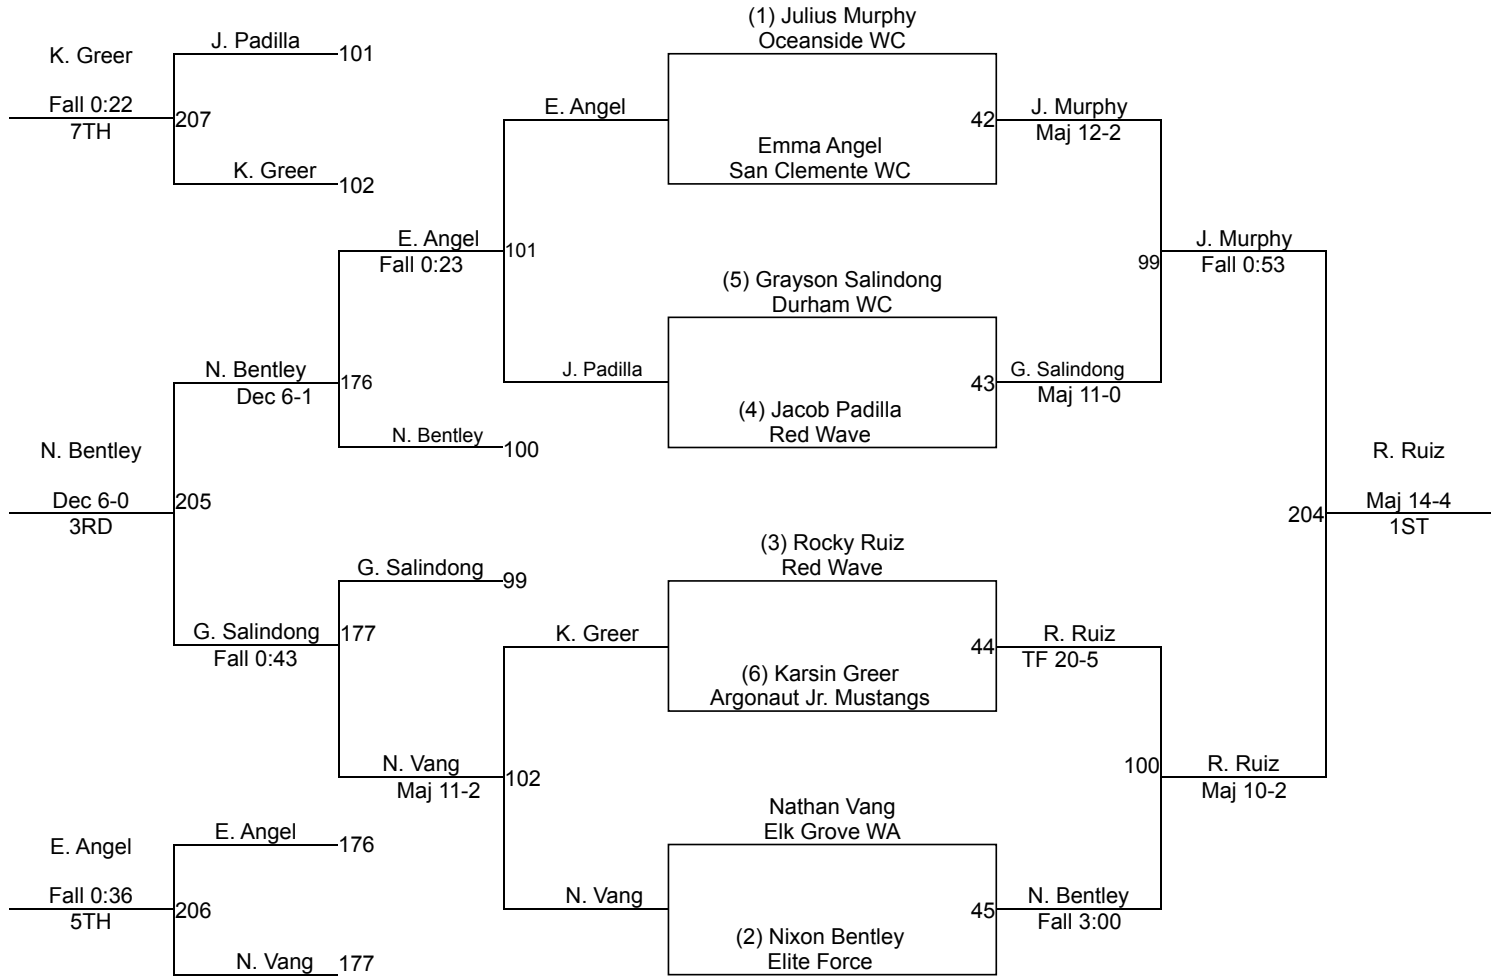 (1) Julius Murphy
Oceanside WC
K. Greer
J. Padilla
101
Fall 0:22
7TH
207
K. Greer
102
E. Angel
42
J. Murphy
Maj 12-2
Emma Angel
San Clemente WC
E. Angel
Fall 0:23
101
J. Murphy
Fall 0:53
99
(5) Grayson Salindong
Durham WC
N. Bentley
Dec 6-1
176
J. Padilla
43
G. Salindong
Maj 11-0
(4) Jacob Padilla
Red Wave
N. Bentley
100
N. Bentley
Dec 6-0
3RD
205
R. Ruiz
Maj 14-4
1ST
204
(3) Rocky Ruiz
Red Wave
G. Salindong
99
G. Salindong
Fall 0:43
177
K. Greer
44
R. Ruiz
TF 20-5
(6) Karsin Greer
Argonaut Jr. Mustangs
N. Vang
Maj 11-2
102
100
R. Ruiz
Maj 10-2
Nathan Vang
Elk Grove WA
E. Angel
E. Angel
176
Fall 0:36
5TH
206
N. Vang
45
N. Bentley
Fall 3:00
(2) Nixon Bentley
Elite Force
N. Vang
177